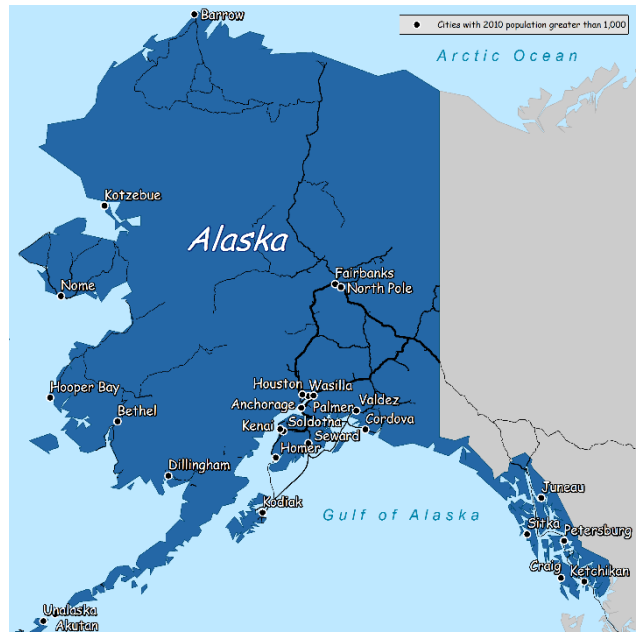 Barrow
Cities with 2010 population greater than 1,000
Arctic Ocean
Kotzebue
Alaska
Fairbanks
North Pole
Nome
Houston
Wasilla
Hooper Bay
Anchorage
Palmer
Valdez
Bethel
Kenai
Soldotna
Cordova
Seward
Homer
Dillingham
Kodiak
Gulf of Alaska
Juneau
Sitka
Petersburg
Craig
Ketchikan
Unalaska
Akutan